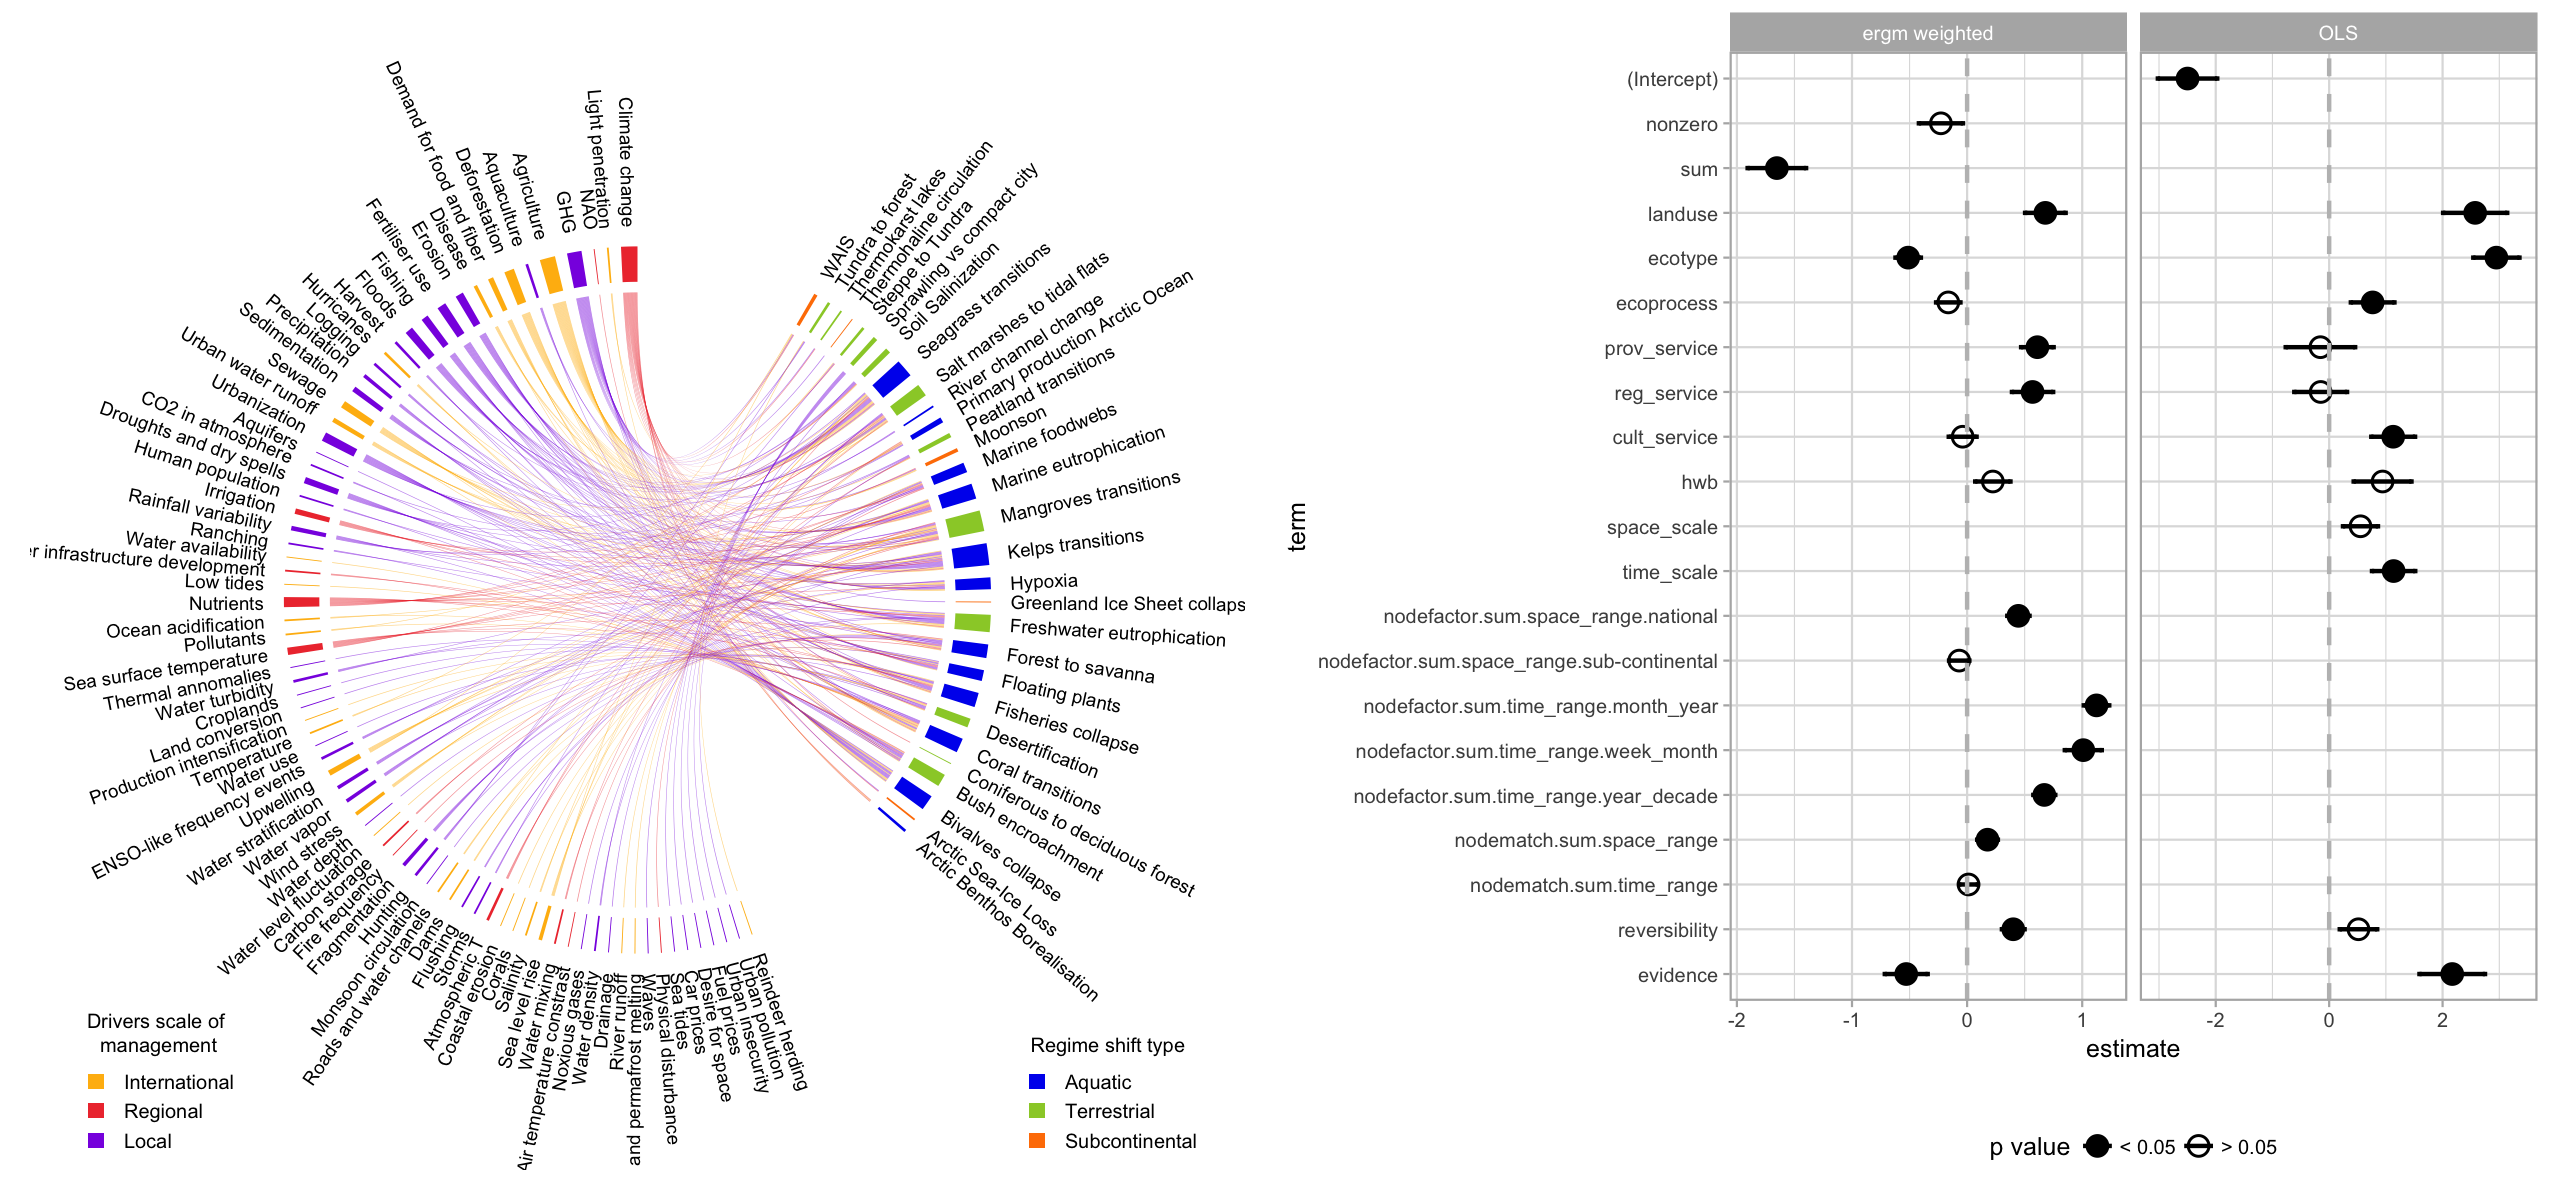 Climate change
Light penetration
NAO
GHG
Agriculture
Aquaculture
Deforestation
Demand for food and fiber
Disease
Erosion
Fertiliser use
Fishing
Floods
Harvest
Hurricanes
Logging
Precipitation
Sedimentation
Sewage
Urban water runoff
Urbanization
Aquifers
CO2 in atmosphere
Droughts and dry spells
Human population
Irrigation
Rainfall variability
Ranching
Water availability
r infrastructure development
Low tides
Nutrients
Ocean acidification
Pollutants
Sea surface temperature
Thermal annomalies
Water turbidity
Croplands
Land conversion
Production intensification
Temperature
Water use
ENSO-like frequency events
Upwelling
Water stratification
Water vapor
Wind stress
Water depth
Water level fluctuation
Carbon storage
Fire frequency
Fragmentation
Hunting
Monsoon circulation
Roads and water chanels
Dams
Flushing
Storms
Atmospheric T
Coastal erosion
Corals
Salinity
Sea level rise
Water mixing
Air temperature constrast
Noxious gases
Water density
Drainage
River runoff
and permafrost melting
Waves
Physical disturbance
Sea tides
Car prices
Desire for space
Fuel prices
Urban insecurity
Urban pollution
Reindeer herding
WAIS
Tundra to forest
Thermokarst lakes
Thermohaline circulation
Steppe to Tundra
Sprawling vs compact city
Soil Salinization
Seagrass transitions
Salt marshes to tidal flats
River channel change
Primary production Arctic Ocean
Peatland transitions
Moonson
Marine foodwebs
Marine eutrophication
Mangroves transitions
Kelps transitions
Hypoxia
Greenland Ice Sheet collaps
Freshwater eutrophication
Forest to savanna
Floating plants
Fisheries collapse
Desertification
Coral transitions
Coniferous to deciduous forest
Bush encroachment
Bivalves collapse
Arctic Sea-Ice Loss
Arctic Benthos Borealisation
Drivers scale of
management
International
Regional
Local
Regime shift type
Aquatic
Terrestrial
Subcontinental
ergm weighted
OLS
term
(Intercept)
nonzero
sum
landuse
ecotype
ecoprocess
prov_service
reg_service
cult_service
hwb
space_scale
time_scale
nodefactor.sum.space_range.national
nodefactor.sum.space_range.sub-continental
nodefactor.sum.time_range.month_year
nodefactor.sum.time_range.week_month
nodefactor.sum.time_range.year_decade
nodematch.sum.space_range
nodematch.sum.time_range
reversibility
evidence
-2 -1 0 1
-2 0 2
estimate
p value < 0.05 > 0.05